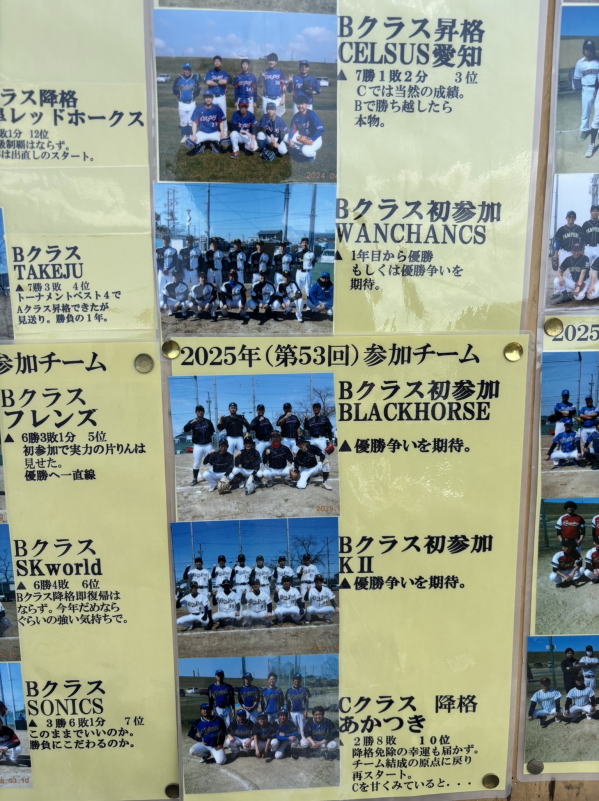 Bクラス昇格
CELSUS愛知
▲ 7勝1敗2分 3位
Cでは当然の成績。
Bで勝ち越したら
本物。
Bクラス初参加
WANCHANCS
▲ 1年目から優勝
もしくは優勝争いを
期待。
ラス降格
レッドホークス
敗1分 12位
はならず。
は出直しのスタート。
Bクラス
TAKEJU
▲7勝3敗 4位
トーナメントベスト4で
Aクラス昇格できたが
見送り。勝負の1年。
参加チーム
Bクラス
フレンズ
▲ 6勝3敗1分 5位
初参加で実力の片りんは
見せた。
優勝へ一直線
Bクラス
SKworld
▲ 6勝4敗 6位
Bクラス降格即復帰は
ならず。今年だめなら
ぐらいの強い気持ちで。
Bクラス
SONICS
▲ 3勝6敗1分 7位
このままでいいのか。
勝負にこだわるのか。
2025年(第53回)参加チーム
Bクラス初参加
BLACKHORSE
▲優勝争いを期待。
Bクラス初参加
KⅡ
▲優勝争いを期待。
Cクラス 降格
あかつき
▲ 2勝8敗 10位
降格免除の幸運も届かず。
チーム結成の原点に戻り
再スタート。
Cを甘くみていると・・・
2025